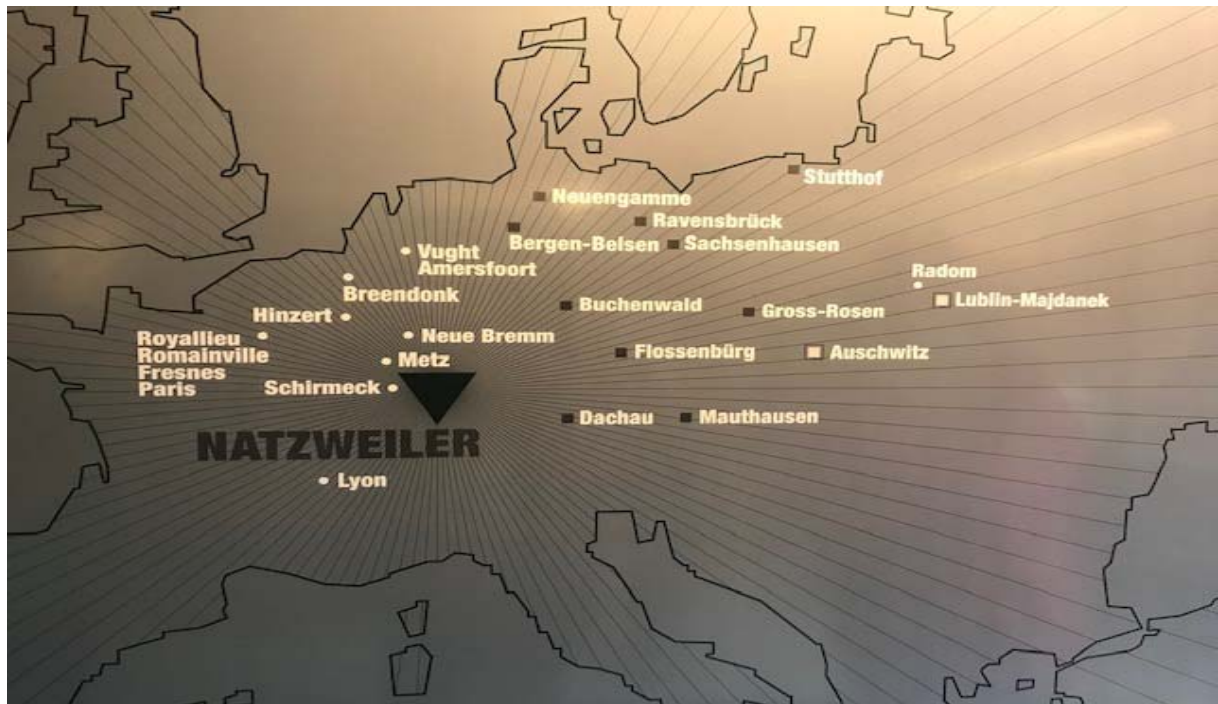 Stutthof
Neuengamme
Ravensbrück
Bergen-Belsen
Sachsenhausen
Vught
Amersfoort
Radom
Breendonk
Lublin-Majdanek
Buchenwald
Gross-Rosen
Hinzert
Neue Bremm
Royallieu
Romainville
Fresnes
Paris
Flossenbürg
Auschwitz
Metz
Schirmeck
Dachau
Mauthausen
NATZWEILER
Lyon